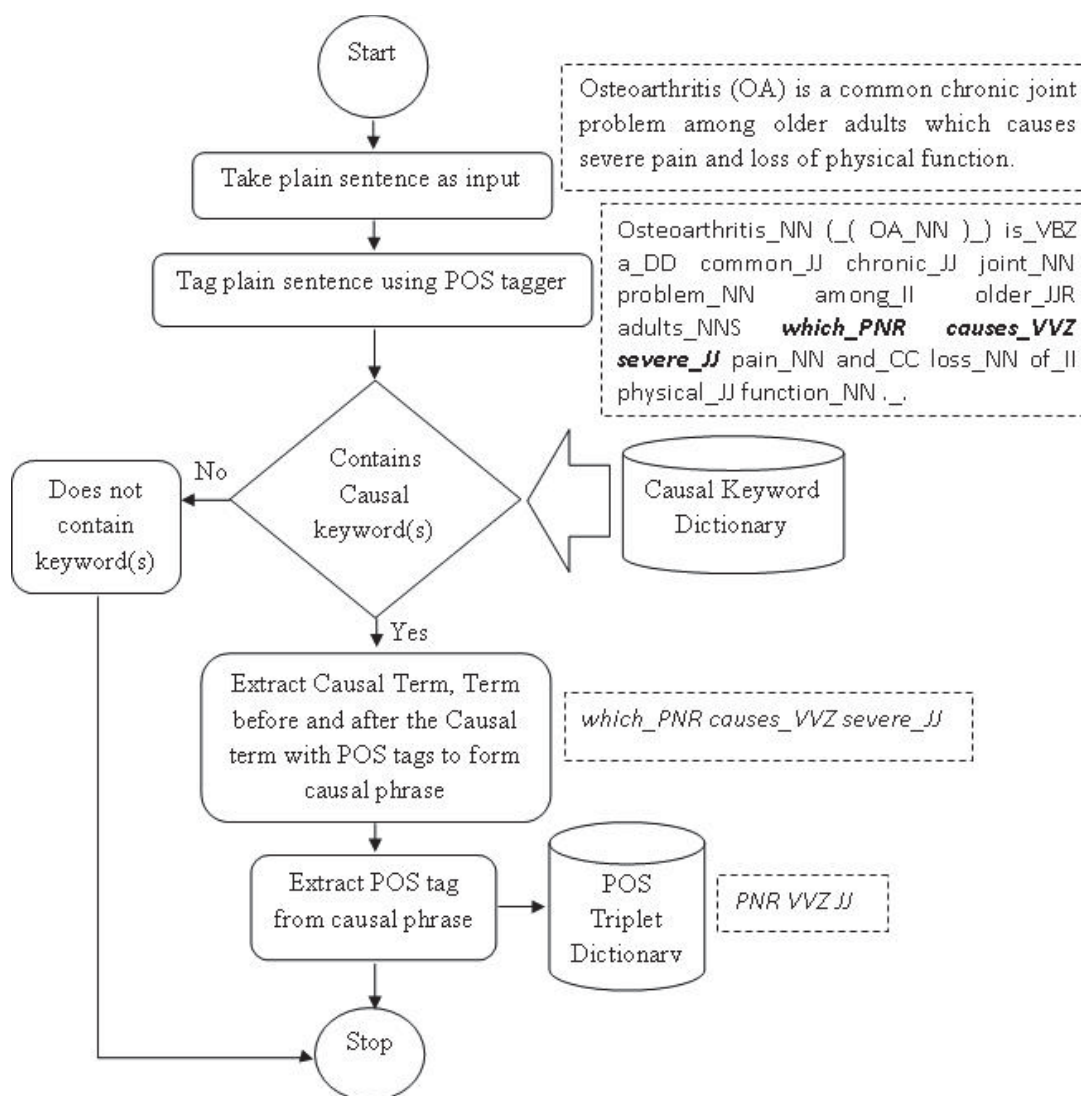 Start
Osteoarthritis (OA) is a common chronic joint
problem among older adults which causes
severe pain and loss of physical function.
Take plain sentence as input
Osteoarthritis_NN (_( OA_NN )_) is_VBZ
a_DD common_JJ chronic_JJ joint_NN
problem_NN among_II older_JJR
adults_NNS which_PNR causes_VVZ
severe_JJ pain_NN and_CC loss_NN of_II
physical_JJ function_NN ._.
Tag plain sentence using POS tagger
Contains
Causal
keyword(s)
No
Does not
contain
keyword(s)
Causal Keyword
Dictionary
Yes
Extract Causal Term, Term
before and after the Causal
term with POS tags to form
causal phrase
which_PNR causes_VVZ severe_JJ
Extract POS tag
from causal phrase
POS
Triplet
Dictionary
PNR VVZ JJ
Stop